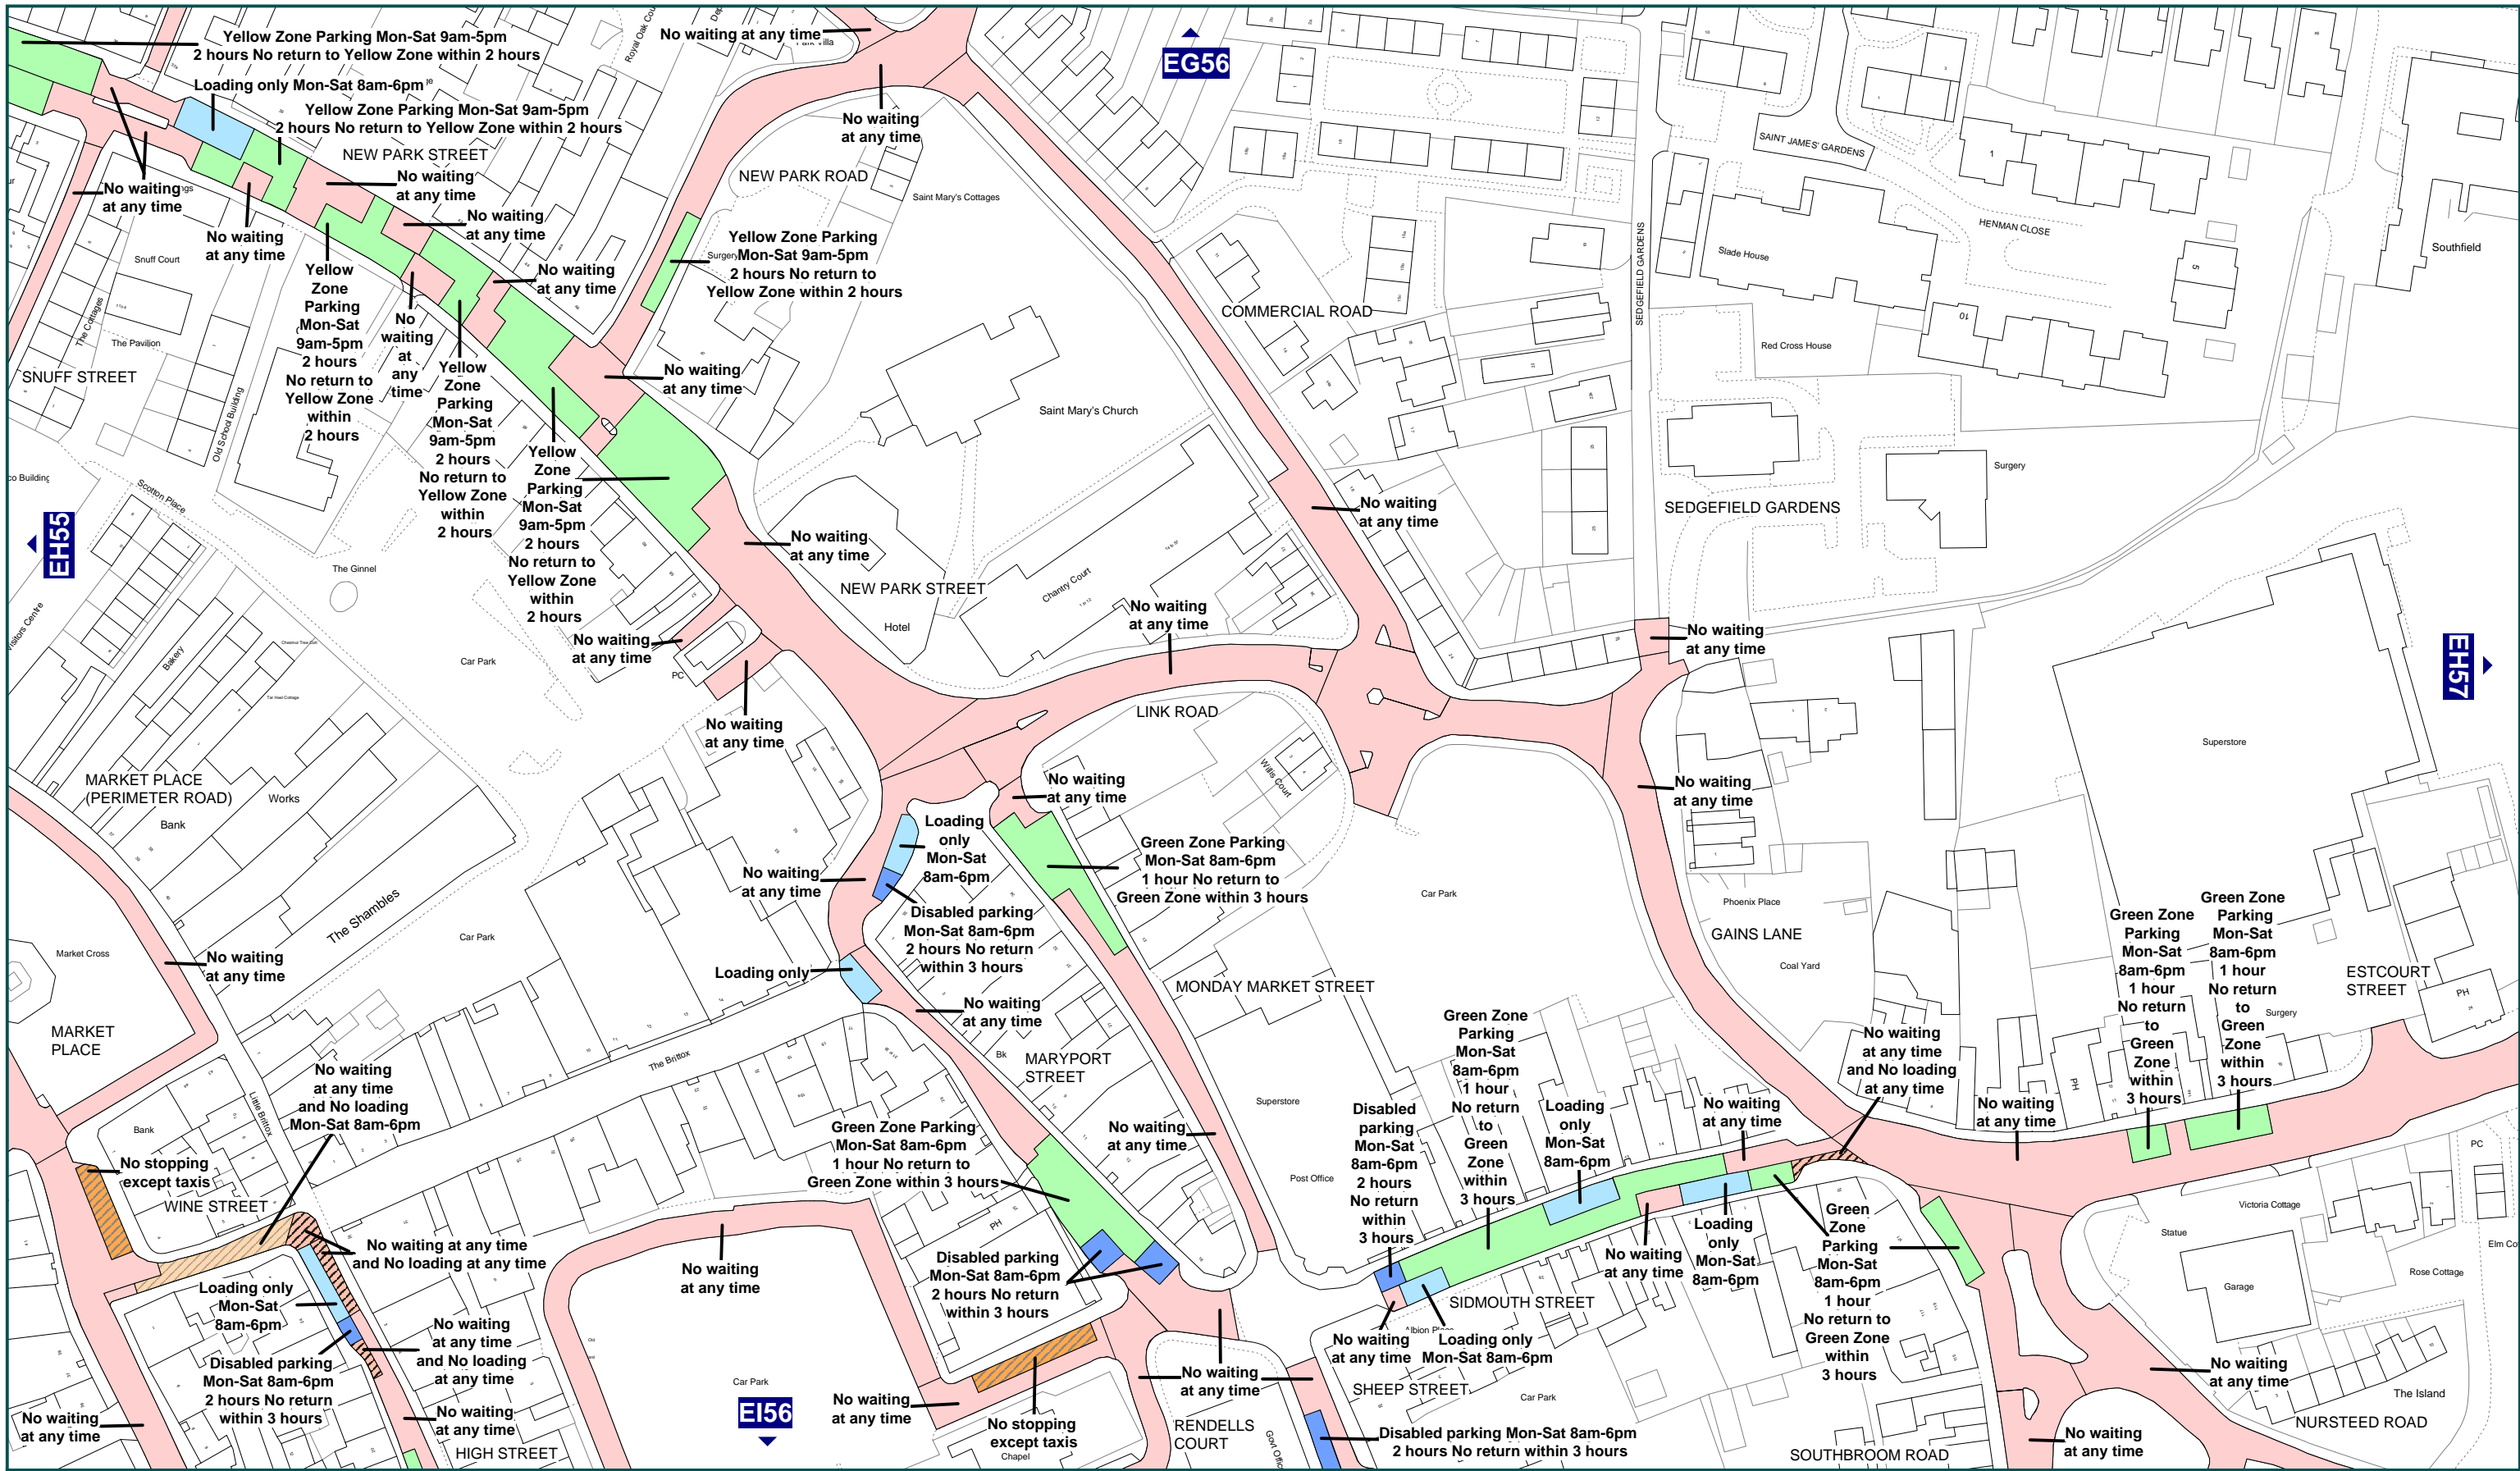 Yellow Zone Parking Mon-Sat 9am-5pm
2 hours No return to Yellow Zone within 2 hours
Loading only Mon-Sat 8am-6pm
Yellow Zone Parking Mon-Sat 9am-5pm
2 hours No return to Yellow Zone within 2 hours
NEW PARK STREET
No waiting
at any time
No waiting
at any time
No waiting
at any time
No waiting
at any time
No waiting
at any time
Royal Oak Cou
No waiting at any time
No waiting
at any time
EG56
NEW PARK ROAD
Saint Mary's Cottages
Surgery
Yellow Zone Parking
Mon-Sat 9am-5pm
2 hours No return to
Yellow Zone within 2 hours
SAINT JAMES' GARDENS
HENMAN CLOSE
Slade House
Southfield
SEDGEFIELD GARDENS
COMMERCIAL ROAD
Red Cross House
Snuff Court
The Cottages
The Pavilion
SNUFF STREET
Old School Building
Yellow
Zone
Parking
Mon-Sat
9am-5pm
2 hours
No return to
Yellow Zone
within
2 hours
No
waiting
at
any
time
Yellow
Zone
Parking
Mon-Sat
9am-5pm
2 hours
No return to
Yellow Zone
within
2 hours
Yellow
Zone
Parking
Mon-Sat
9am-5pm
2 hours
No return to
Yellow Zone
within
2 hours
No waiting
at any time
Saint Mary's Church
Surgery
SEDGEFIELD GARDENS
No waiting
at any time
co Building
Scotton Place
EH55
The Ginnel
Visitors Centre
Bakery
Chestnut Tree Cott
Tor Heel Cottage
Car Park
No waiting
at any time
NEW PARK STREET
Hotel
Chantry Court
No waiting
at any time
No waiting
at any time
PC
No waiting
at any time
No waiting
at any time
EH57
LINK ROAD
Willis Court
Superstore
MARKET PLACE
(PERIMETER ROAD)
Works
Bank
No waiting
at any time
No waiting
at any time
Loading
only
Mon-Sat
8am-6pm
No waiting
at any time
Green Zone Parking
Mon-Sat 8am-6pm
1 hour No return to
Green Zone within 3 hours
Disabled parking
Mon-Sat 8am-6pm
2 hours No return
within 3 hours
Car Park
Phoenix Place
GAINS LANE
Coal Yard
The Shambles
Car Park
Market Cross
No waiting
at any time
Loading only
No waiting
at any time
MONDAY MARKET STREET
Green Zone
Parking
Mon-Sat
8am-6pm
1 hour
No return
to
Green
Zone
within
3 hours
Green Zone
Parking
Mon-Sat
8am-6pm
1 hour
No return
to
Green
Zone
within
3 hours
ESTCOURT
STREET
PH
Surgery
MARKET
PLACE
The Brittox
Bk
MARYPORT
STREET
Little Brittox
No waiting
at any time
and No loading
Mon-Sat 8am-6pm
Bank
Superstore
Post Office
Green Zone
Parking
Mon-Sat
8am-6pm
1 hour
No return
to
Green
Zone
within
3 hours
Disabled
parking
Mon-Sat
8am-6pm
2 hours
No return
within
3 hours
Loading
only
Mon-Sat
8am-6pm
No waiting
at any time
No waiting
at any time
and No loading
at any time
PH
No waiting
at any time
PC
Green Zone Parking
Mon-Sat 8am-6pm
1 hour No return to
Green Zone within 3 hours
No waiting
at any time
No stopping
except taxis
WINE STREET
No waiting at any time
and No loading at any time
Loading only
Mon-Sat
8am-6pm
No waiting
at any time
PH
Disabled parking
Mon-Sat 8am-6pm
2 hours No return
within 3 hours
No waiting
at any time
Loading
only
Mon-Sat
8am-6pm
Green
Zone
Parking
Mon-Sat
8am-6pm
1 hour
No return to
Green Zone
within
3 hours
Victoria Cottage
Statue
Elm Co
Rose Cottage
Garage
SIDMOUTH STREET
Albion Place
No waiting
at any time
Loading only
Mon-Sat 8am-6pm
No waiting
at any time
and No loading
at any time
Disabled parking
Mon-Sat 8am-6pm
2 hours No return
within 3 hours
No waiting
at any time
No waiting
at any time
HIGH STREET
Car Park
EI56
No waiting
at any time
No stopping
except taxis
Chapel
No waiting
at any time
RENDELLS
COURT
Govt Offic
SHEEP STREET
Car Park
Disabled parking Mon-Sat 8am-6pm
2 hours No return within 3 hours
No waiting
at any time
The Island
NURSTEED ROAD
No waiting
at any time
SOUTHBROOM ROAD